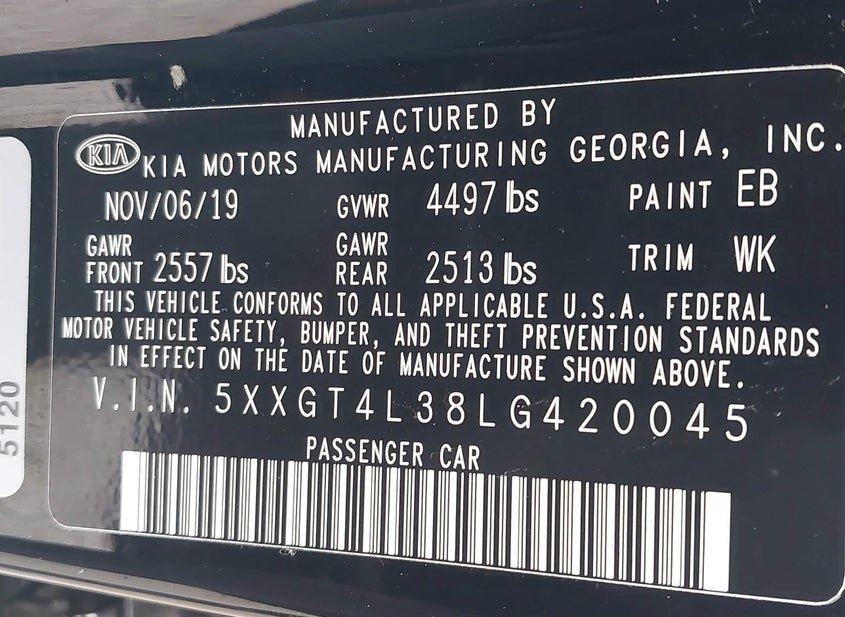 MANUFACTURED BY
KIA KIA MOTORS MANUFACTURING GEORGIA, INC.
NOV/06/19 GVWR 4497 lbs PAINT EB
GAWR FRONT 2557 lbs GAWR REAR 2513 lbs TRIM WK
THIS VEHICLE CONFORMS TO ALL APPLICABLE U.S.A. FEDERAL
MOTOR VEHICLE SAFETY, BUMPER, AND THEFT PREVENTION STANDARDS
IN EFFECT ON THE DATE OF MANUFACTURE SHOWN ABOVE.
V.I.N. 5XXGT4L38LG420045
PASSENGER CAR
5120